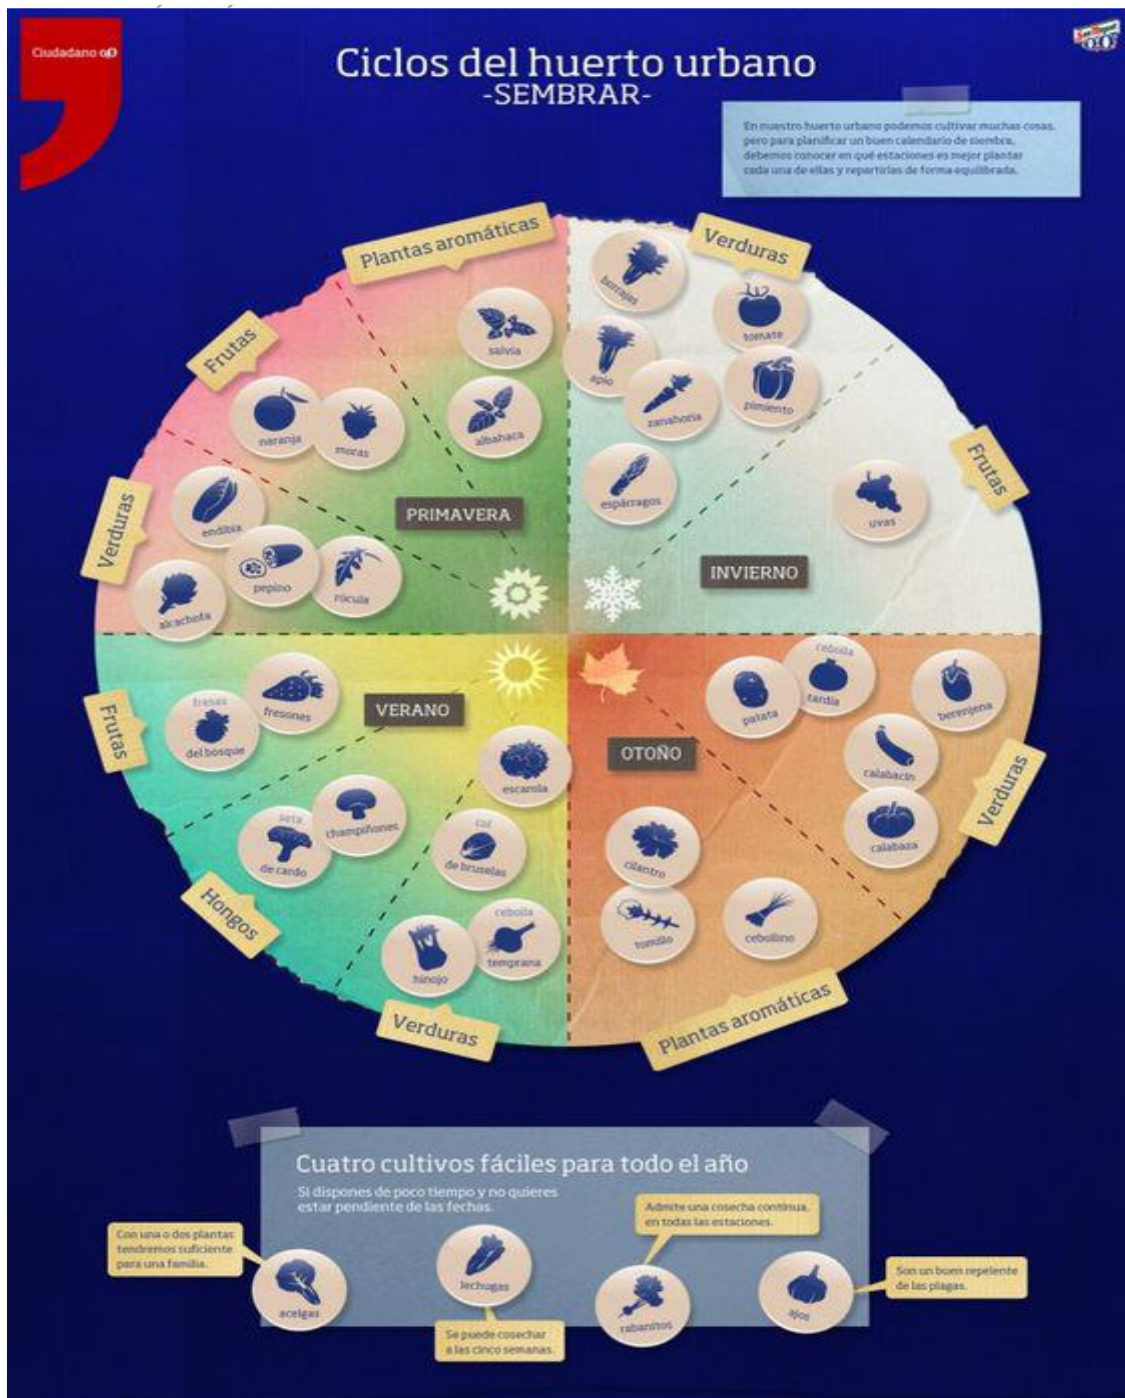 Ciudadano 0,0
Ciclos del huerto urbano
-SEMBRAR-
En nuestro huerto urbano podemos cultivar muchas cosas,
pero para planificar un buen calendario de siembra,
debemos conocer en qué estaciones es mejor plantar
cada una de ellas y repartirlas de forma equilibrada.
Plantas aromáticas
salvia
albahaca
Frutas
naranja
moras
Verduras
endibia
pepino
rúcula
alcachofa
PRIMAVERA
Verduras
borrajas
tomate
apio
zanahoria
pimiento
espárragos
Frutas
uvas
INVIERNO
Frutas
fresas
del bosque
fresones
VERANO
Hongos
seta
de cardo
champiñones
Verduras
escarola
col
de bruselas
hinojo
cebolla
temprana
OTOÑO
patata
cebolla
tardía
berenjena
calabacín
calabaza
Verduras
cilantro
tomillo
cebollino
Plantas aromáticas
Cuatro cultivos fáciles para todo el año
Si dispones de poco tiempo y no quieres
estar pendiente de las fechas.
Con una o dos plantas
tendremos suficiente
para una familia.
acelgas
lechugas
Se puede cosechar
a las cinco semanas.
Admite una cosecha continua,
en todas las estaciones.
rabanitos
ajos
Son un buen repelente
de las plagas.